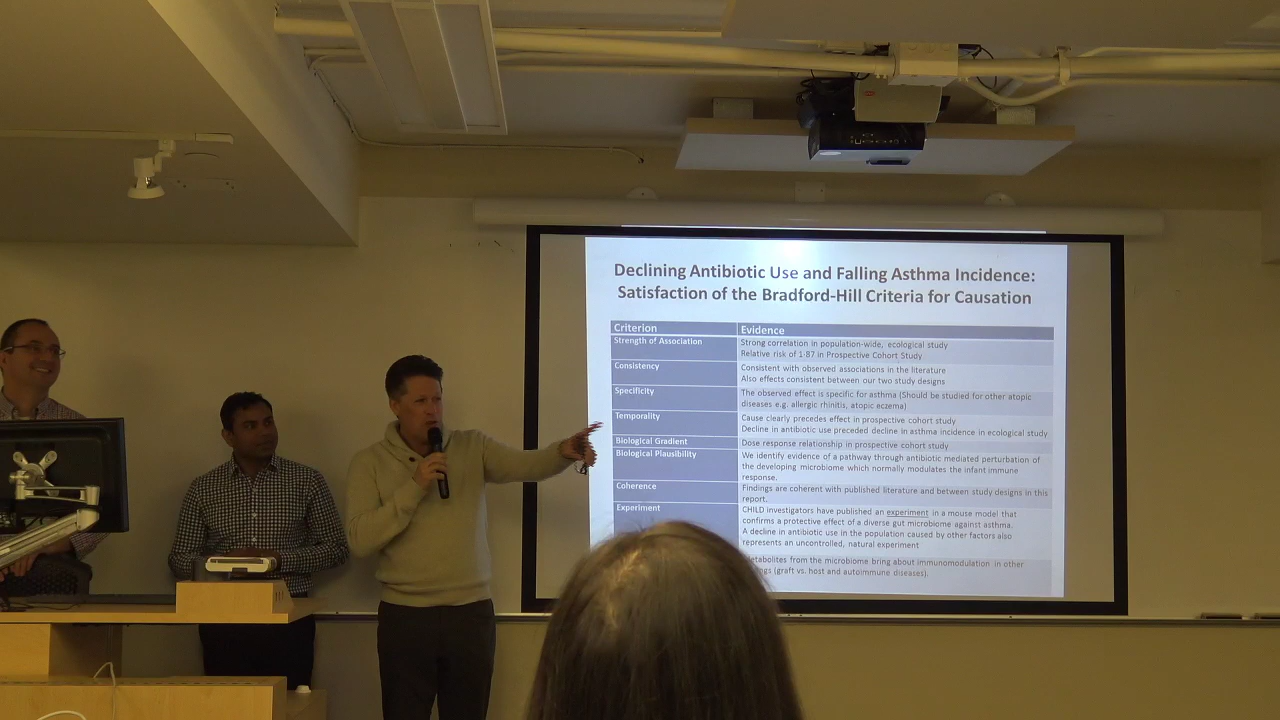 Declining Antibiotic Use and Falling Asthma Incidence:
Satisfaction of the Bradford-Hill Criteria for Causation
Criterion Evidence
Strength of Association Strong correlation in population-wide, ecological study
Relative risk of 1·87 in Prospective Cohort Study
Consistency Consistent with observed associations in the literature
Also effects consistent between our two study designs
Specificity The observed effect is specific for asthma (Should be studied for other atopic
diseases e.g. allergic rhinitis, atopic eczema)
Temporality Cause clearly precedes effect in prospective cohort study
Decline in antibiotic use preceded decline in asthma incidence in ecological study
Biological Gradient Dose response relationship in prospective cohort study
Biological Plausibility We identify evidence of a pathway through antibiotic mediated perturbation
of the developing microbiome which normally modulates the infant immune
response.
Coherence Findings are coherent with published literature and between study designs in this
report.
Experiment CHILD investigators have published an experiment in a mouse model that
confirms a protective effect of a diverse gut microbiome against asthma.
A decline in antibiotic use in the population caused by other factors also
represents an uncontrolled, natural experiment
from the microbiome bring about immunomodulation in other
(graft vs. host and autoimmune diseases).